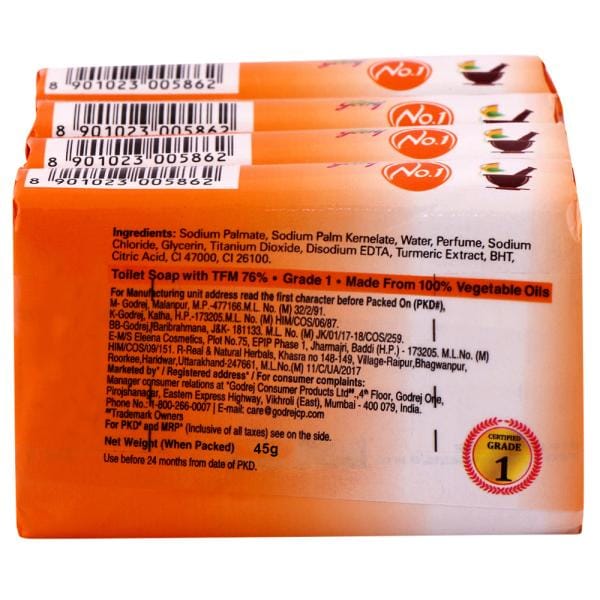 8 901023 005862
No.1
8 901023 005862
No.1
8 901023 005862
No.1
8 901023 005862
No.1
Ingredients: Sodium Palmate, Sodium Palm Kernelate, Water, Perfume, Sodium
Chloride, Glycerin, Titanium Dioxide, Disodium EDTA, Turmeric Extract, BHT,
Citric Acid, CI 47000, CI 26100.
Toilet Soap with TFM 76% • Grade 1 • Made From 100% Vegetable Oils
For Manufacturing unit address read the first character before Packed On (PKD#),
M- Godrej, Malanpur, M.P.-477166.M.L. No. (M) 32/2/91.
K-Godrej, Katha, H.P.-173205.M.L. No. (M) HIM/COS/06/87.
BB-Godrej,Baribrahmana, J&K- 181133. M.L. No. (M) JK/01/17-18/COS/259.
E-M/S Eleena Cosmetics, Plot No.75, EPIP Phase 1, Jharmajri, Baddi (H.P.) - 173205. M.L.No. (M)
HIM/COS/09/151. R-Real & Natural Herbals, Khasra no 148-149, Village-Raipur,Bhagwanpur,
Roorkee,Haridwar,Uttarakhand-247661, M.L.No.(M) 11/C/UA/2017
Marketed by* / Registered address* / For consumer complaints:
Manager consumer relations at "Godrej Consumer Products Ltd##,4th Floor, Godrej One,
Pirojshanagar, Eastern Express Highway, Vikhroli (East), Mumbai - 400 079, India.
Phone No.:1-800-266-0007 | E-mail: care@godrejcp.com
##Trademark Owners
For PKD# and MRP* (Inclusive of all taxes) see on the side.
Net Weight (When Packed) 45g
Use before 24 months from date of PKD.
CERTIFIED
GRADE
1